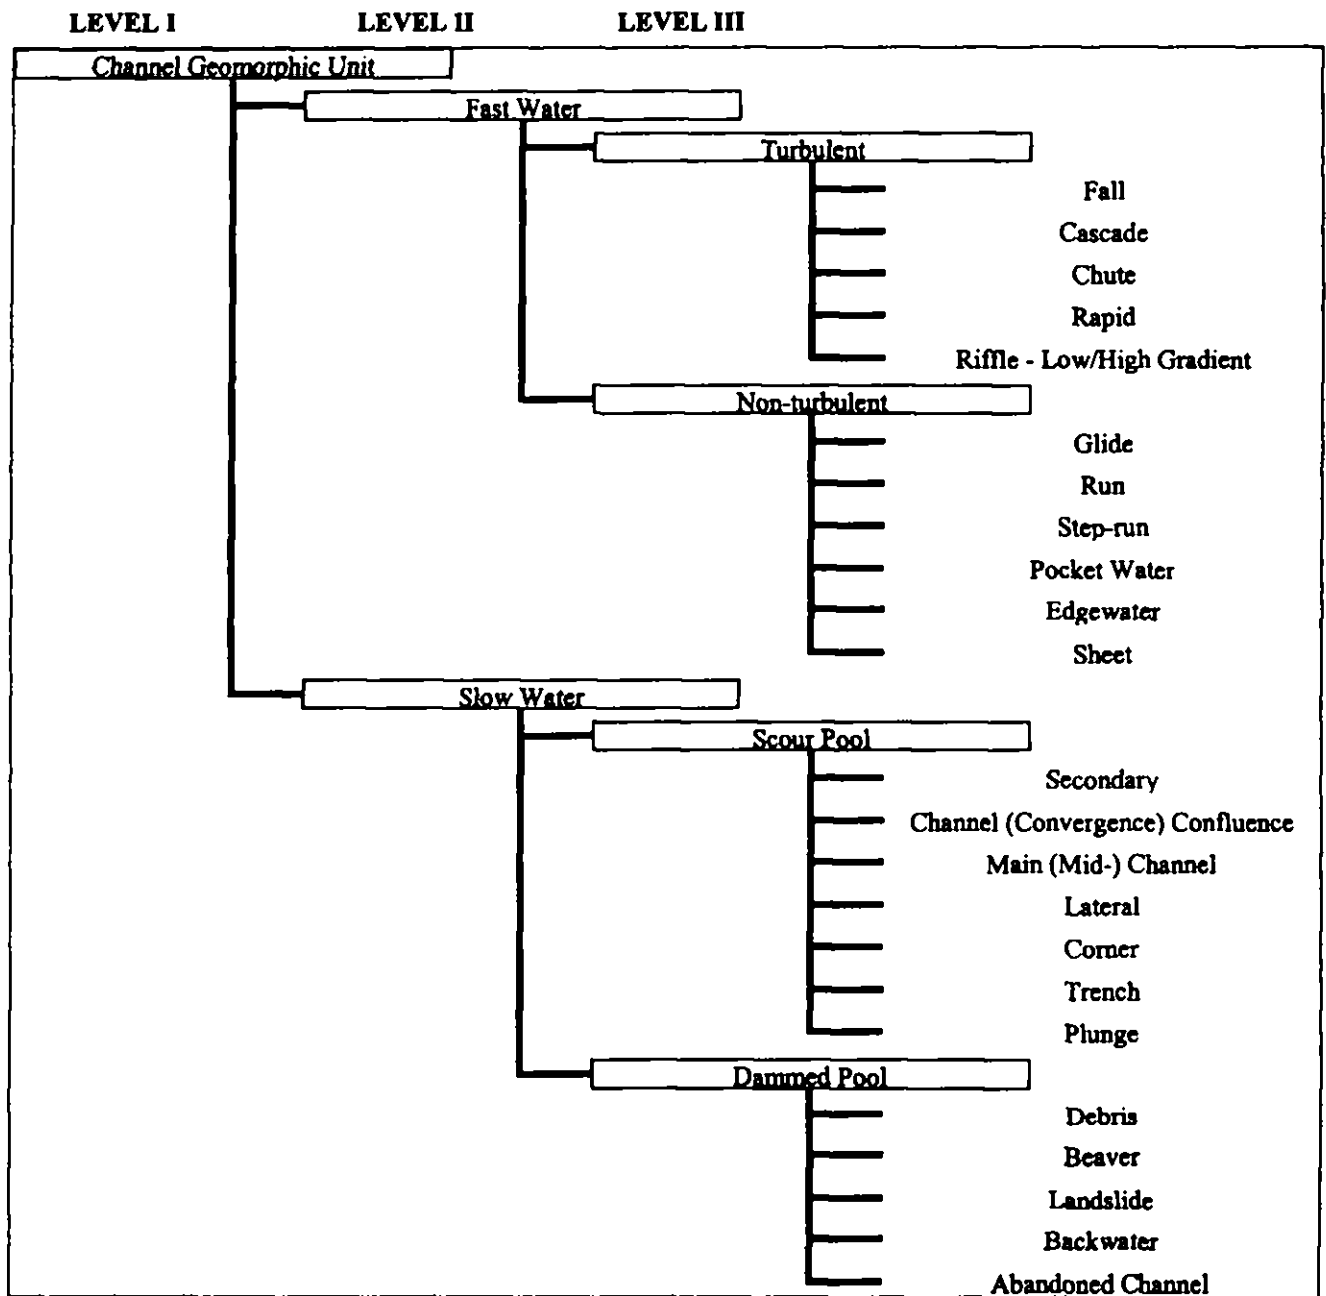 LEVEL I LEVEL II LEVEL III
Channel Geomorphic Unit
Fast Water
Turbulent
Fall
Cascade
Chute
Rapid
Riffle - Low/High Gradient
Non-turbulent
Glide
Run
Step-run
Pocket Water
Edgewater
Sheet
Slow Water
Scour Pool
Secondary
Channel (Convergence) Confluence
Main (Mid-) Channel
Lateral
Corner
Trench
Plunge
Dammed Pool
Debris
Beaver
Landslide
Backwater
Abandoned Channel